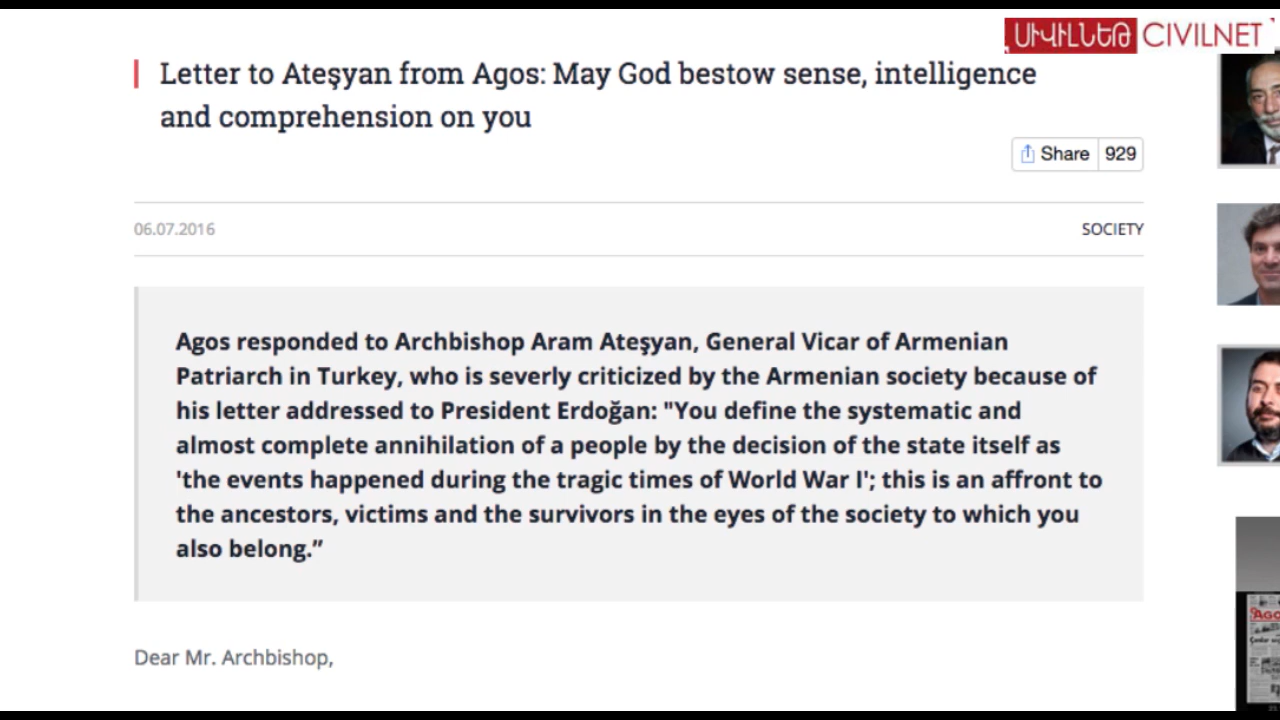 ՍԻՎԻԼՆԵԹ CIVILNET
Letter to Ateşyan from Agos: May God bestow sense, intelligence
and comprehension on you
Share 929
06.07.2016
SOCIETY
Agos responded to Archbishop Aram Ateşyan, General Vicar of Armenian
Patriarch in Turkey, who is severly criticized by the Armenian society because of
his letter addressed to President Erdoğan: "You define the systematic and
almost complete annihilation of a people by the decision of the state itself as
'the events happened during the tragic times of World War I'; this is an affront to
the ancestors, victims and the survivors in the eyes of the society to which you
also belong.”
Dear Mr. Archbishop,
AGO